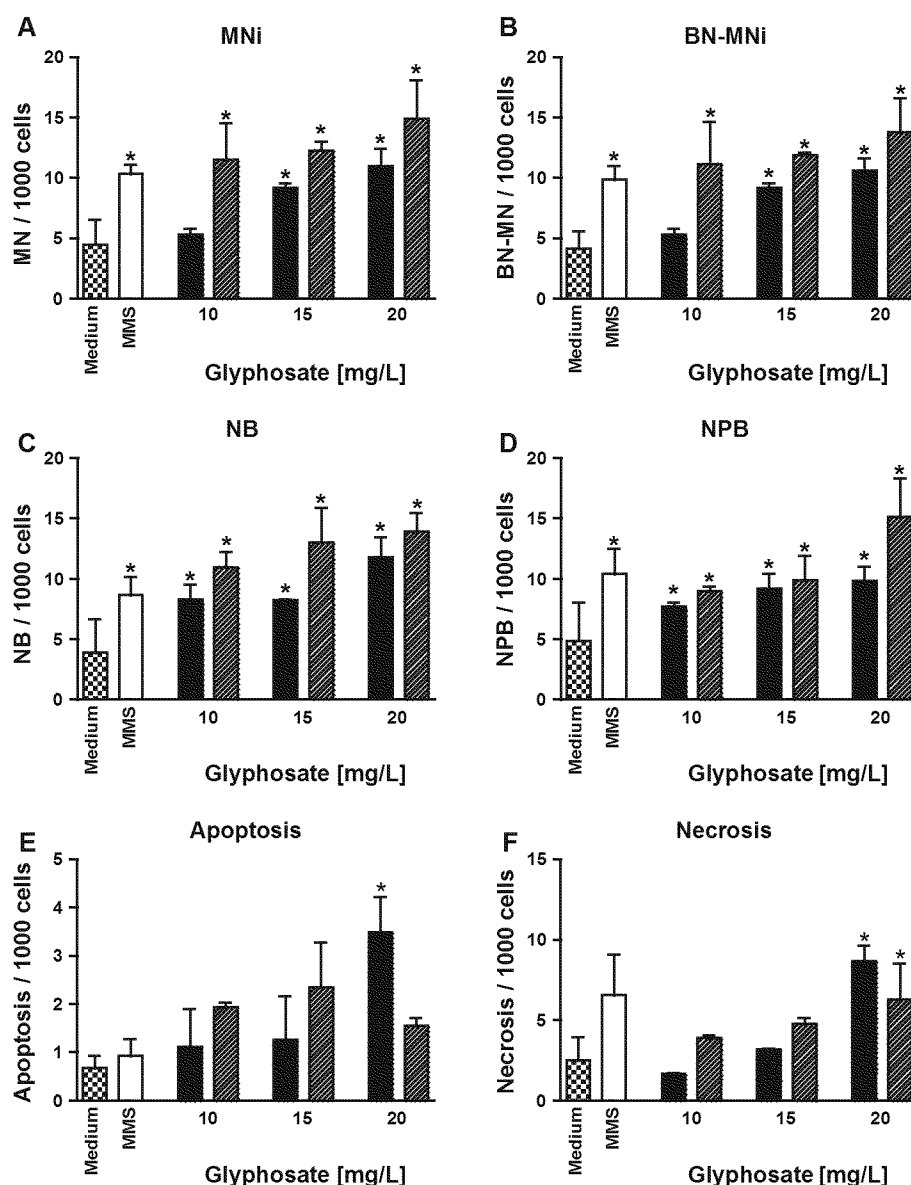 A
MNi
MN / 1000 cells
20
15
10
5
0
*
*
*
*
*
*
Medium
MMS
10
15
20
Glyphosate [mg/L]
B
BN-MNi
BN-MN / 1000 cells
20
15
10
5
0
*
*
*
*
*
*
Medium
MMS
10
15
20
Glyphosate [mg/L]
C
NB
NB / 1000 cells
20
15
10
5
0
*
*
*
*
*
*
*
Medium
MMS
10
15
20
Glyphosate [mg/L]
D
NPB
NPB / 1000 cells
20
15
10
5
0
*
*
*
*
*
*
*
Medium
MMS
10
15
20
Glyphosate [mg/L]
E
Apoptosis
Apoptosis / 1000 cells
5
4
3
2
1
0
*
Medium
MMS
10
15
20
Glyphosate [mg/L]
F
Necrosis
Necrosis / 1000 cells
15
10
5
0
*
*
Medium
MMS
10
15
20
Glyphosate [mg/L]